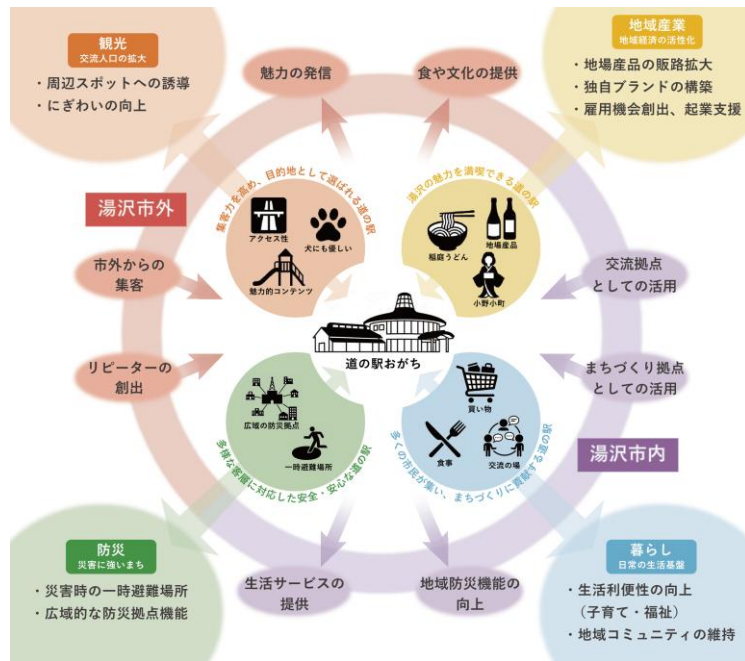 観光
交流人口の拡大
・周辺スポットへの誘導
・にぎわいの向上
魅力の発信
食や文化の提供
地域産業
地域経済の活性化
・地場産品の販路拡大
・独自ブランドの構築
・雇用機会創出、起業支援
湯沢市外
市外からの
集客
リピーターの
創出
集客力を高め、目的地として選ばれる道の駅
アクセス性
犬にも優しい
魅力的コンテンツ
湯沢の魅力を満喫できる道の駅
稲庭うどん
地場産品
小野小町
交流拠点
としての活用
まちづくり拠点
としての活用
湯沢市内
道の駅おがち
広域の防災拠点
一時避難場所
多様な客層に対応した安全・安心な道の駅
買い物
食事
交流の場
多くの市民が集い、まちづくりに貢献する道の駅
防災
災害に強いまち
・災害時の一時避難場所
・広域的な防災拠点機能
生活サービスの
提供
地域防災機能の
向上
暮らし
日常の生活基盤
・生活利便性の向上
（子育て・福祉）
・地域コミュニティの維持